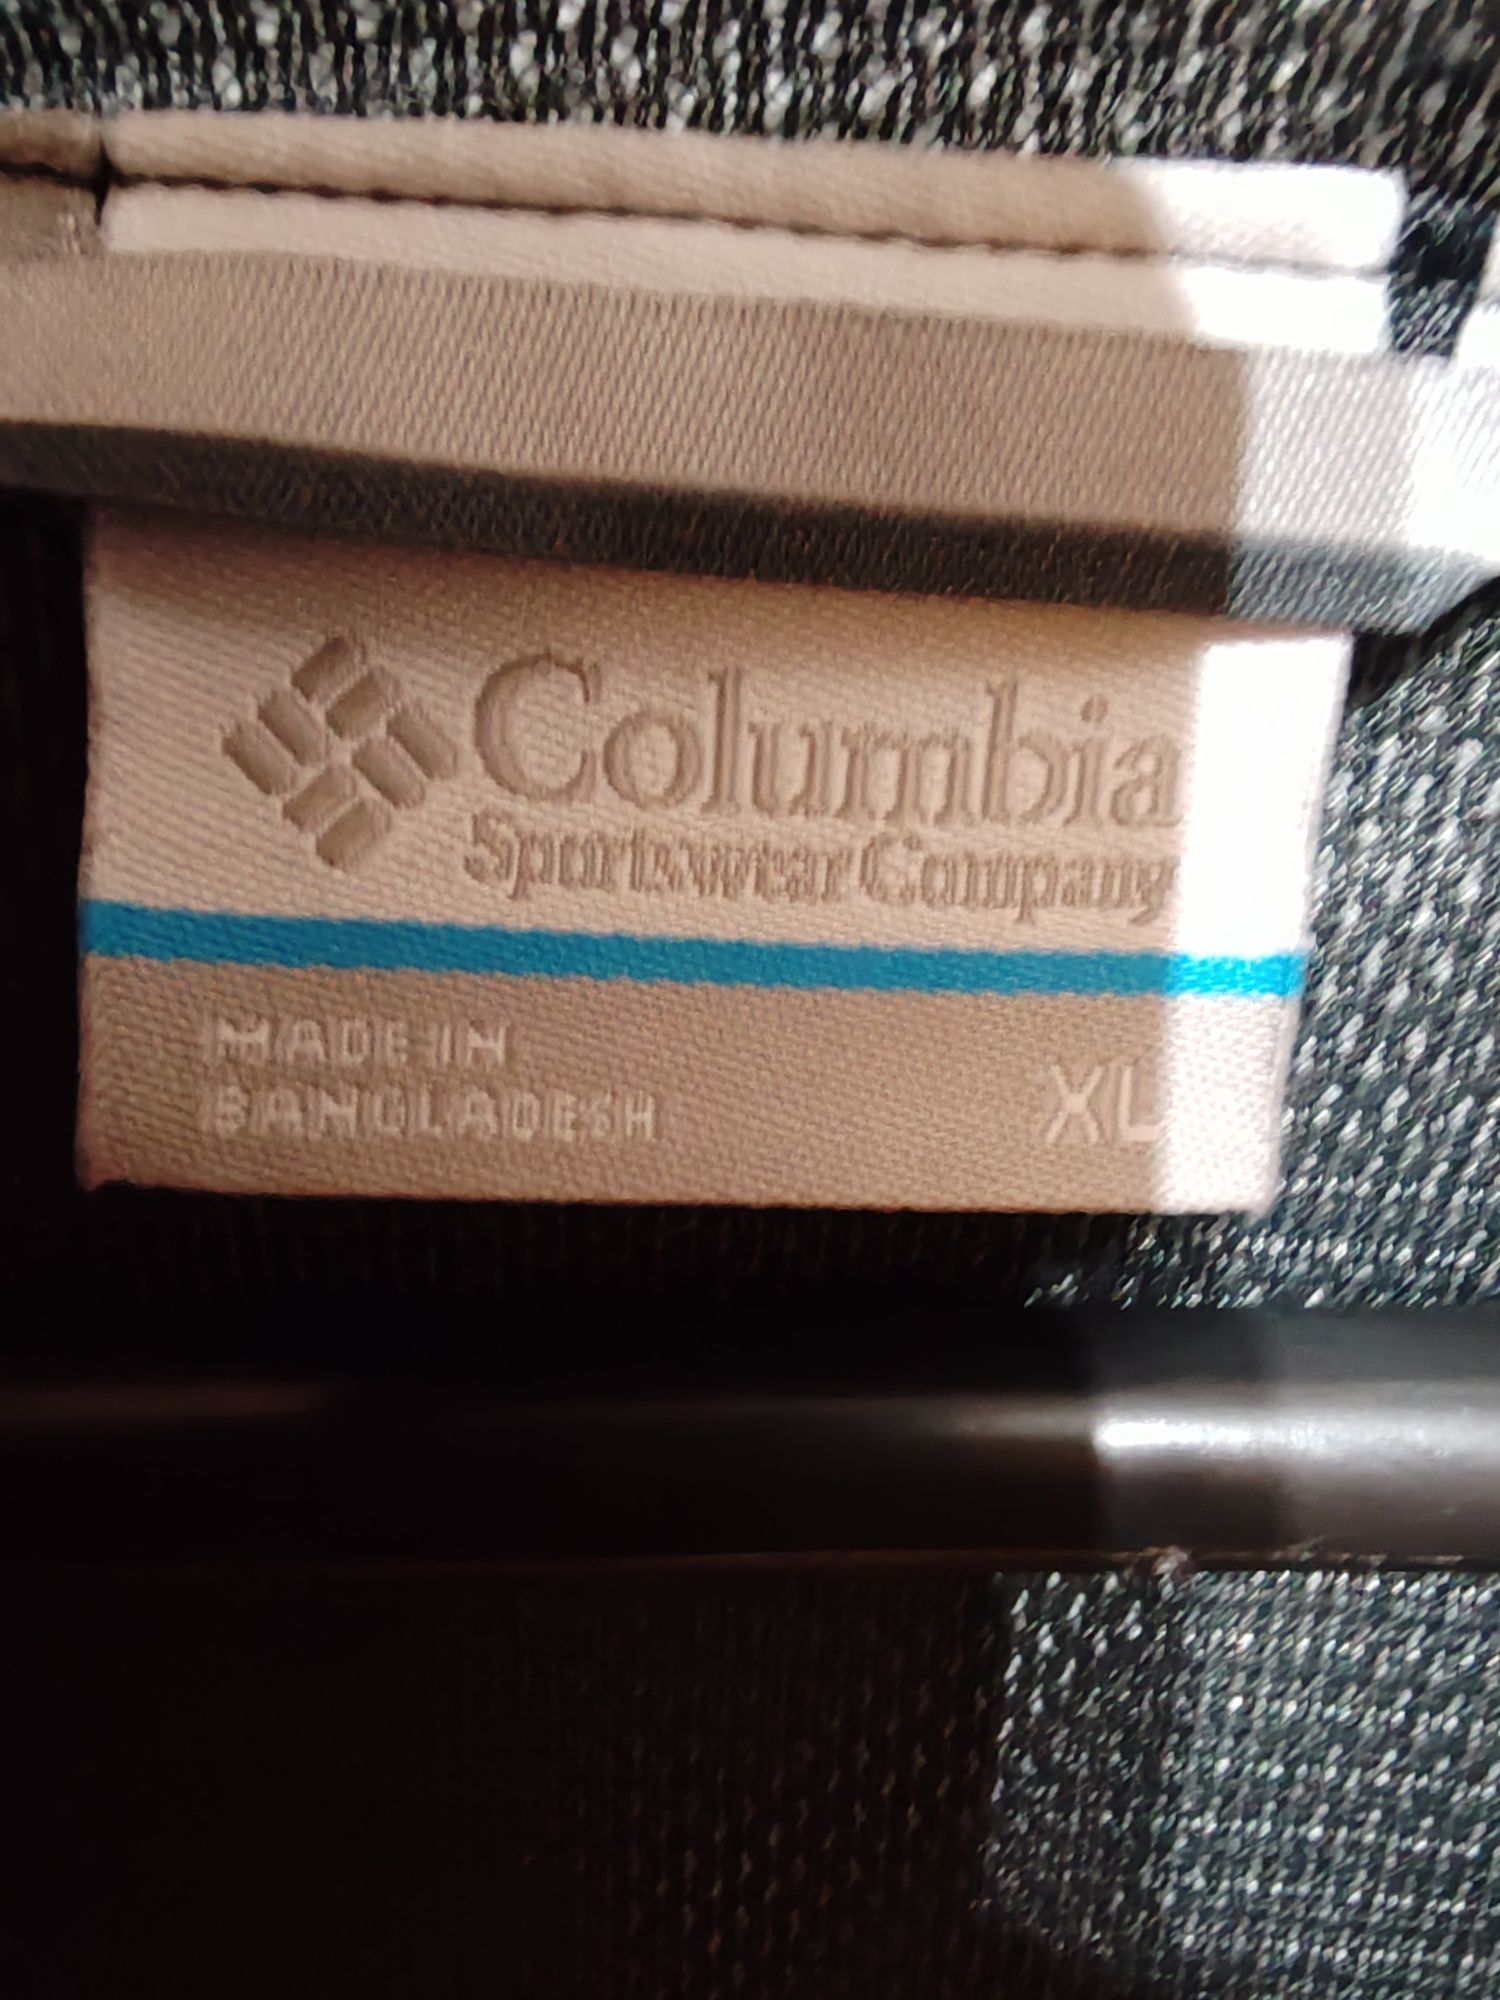 Columbia
Sportswear Company
MADE IN
BANGLADESH
XL